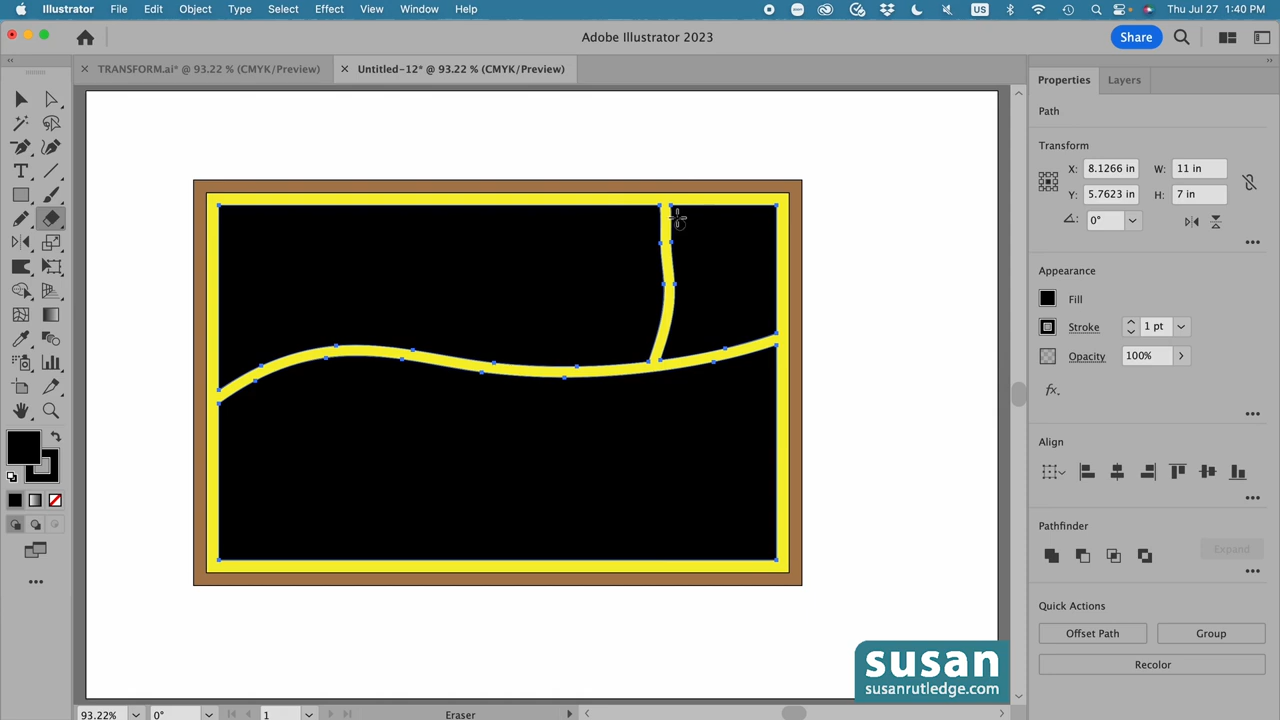 Illustrator File Edit Object Type Select Effect View Window Help
US
Thu Jul 27 1:40 PM
Adobe Illustrator 2023
Share
TRANSFORM.ai* @ 93.22 % (CMYK/Preview)
Untitled-12* @ 93.22 % (CMYK/Preview)
Properties Layers
Path
Transform
X: 8.1266 in W: 11 in
Y: 5.7623 in H: 7 in
0°
Appearance
Fill
Stroke 1 pt
Opacity 100%
fx.
Align
Pathfinder
Expand
Quick Actions
Offset Path Group
Recolor
susan
susanrutledge.com
93.22% 0° 1 Eraser